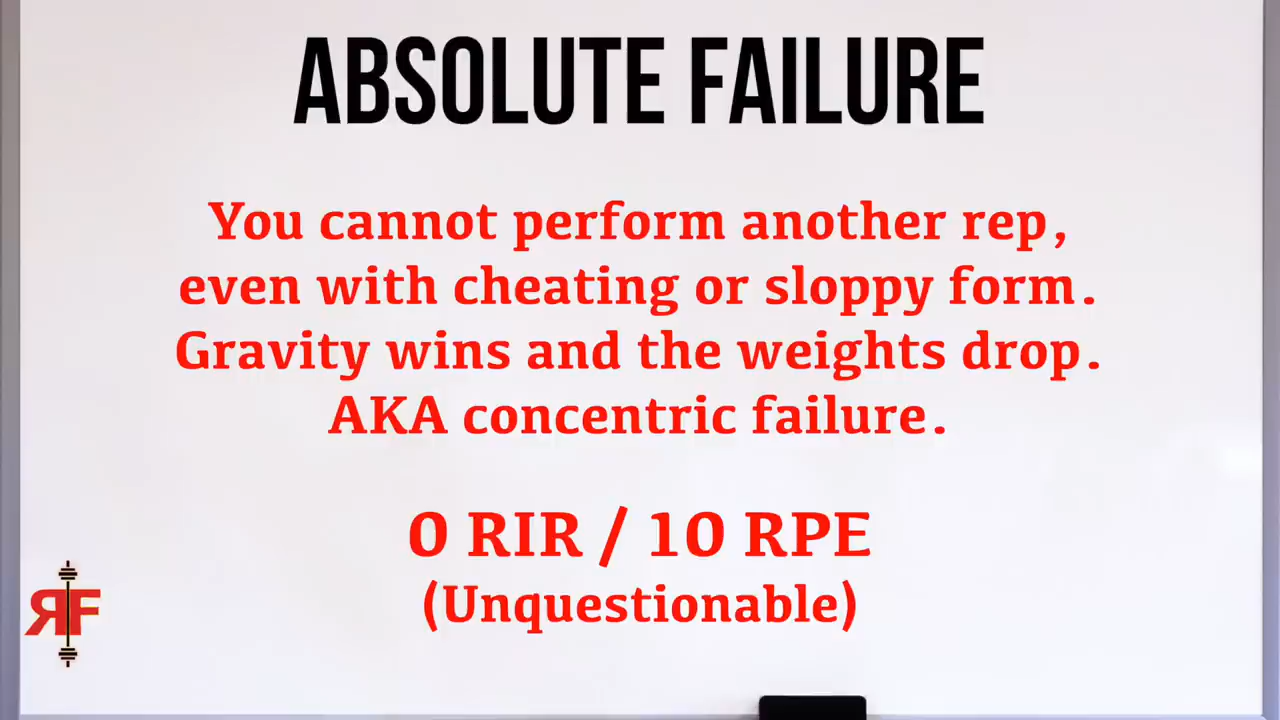 ABSOLUTE FAILURE
You cannot perform another rep,
even with cheating or sloppy form.
Gravity wins and the weights drop.
AKA concentric failure.
0 RIR / 10 RPE
(Unquestionable)
RF